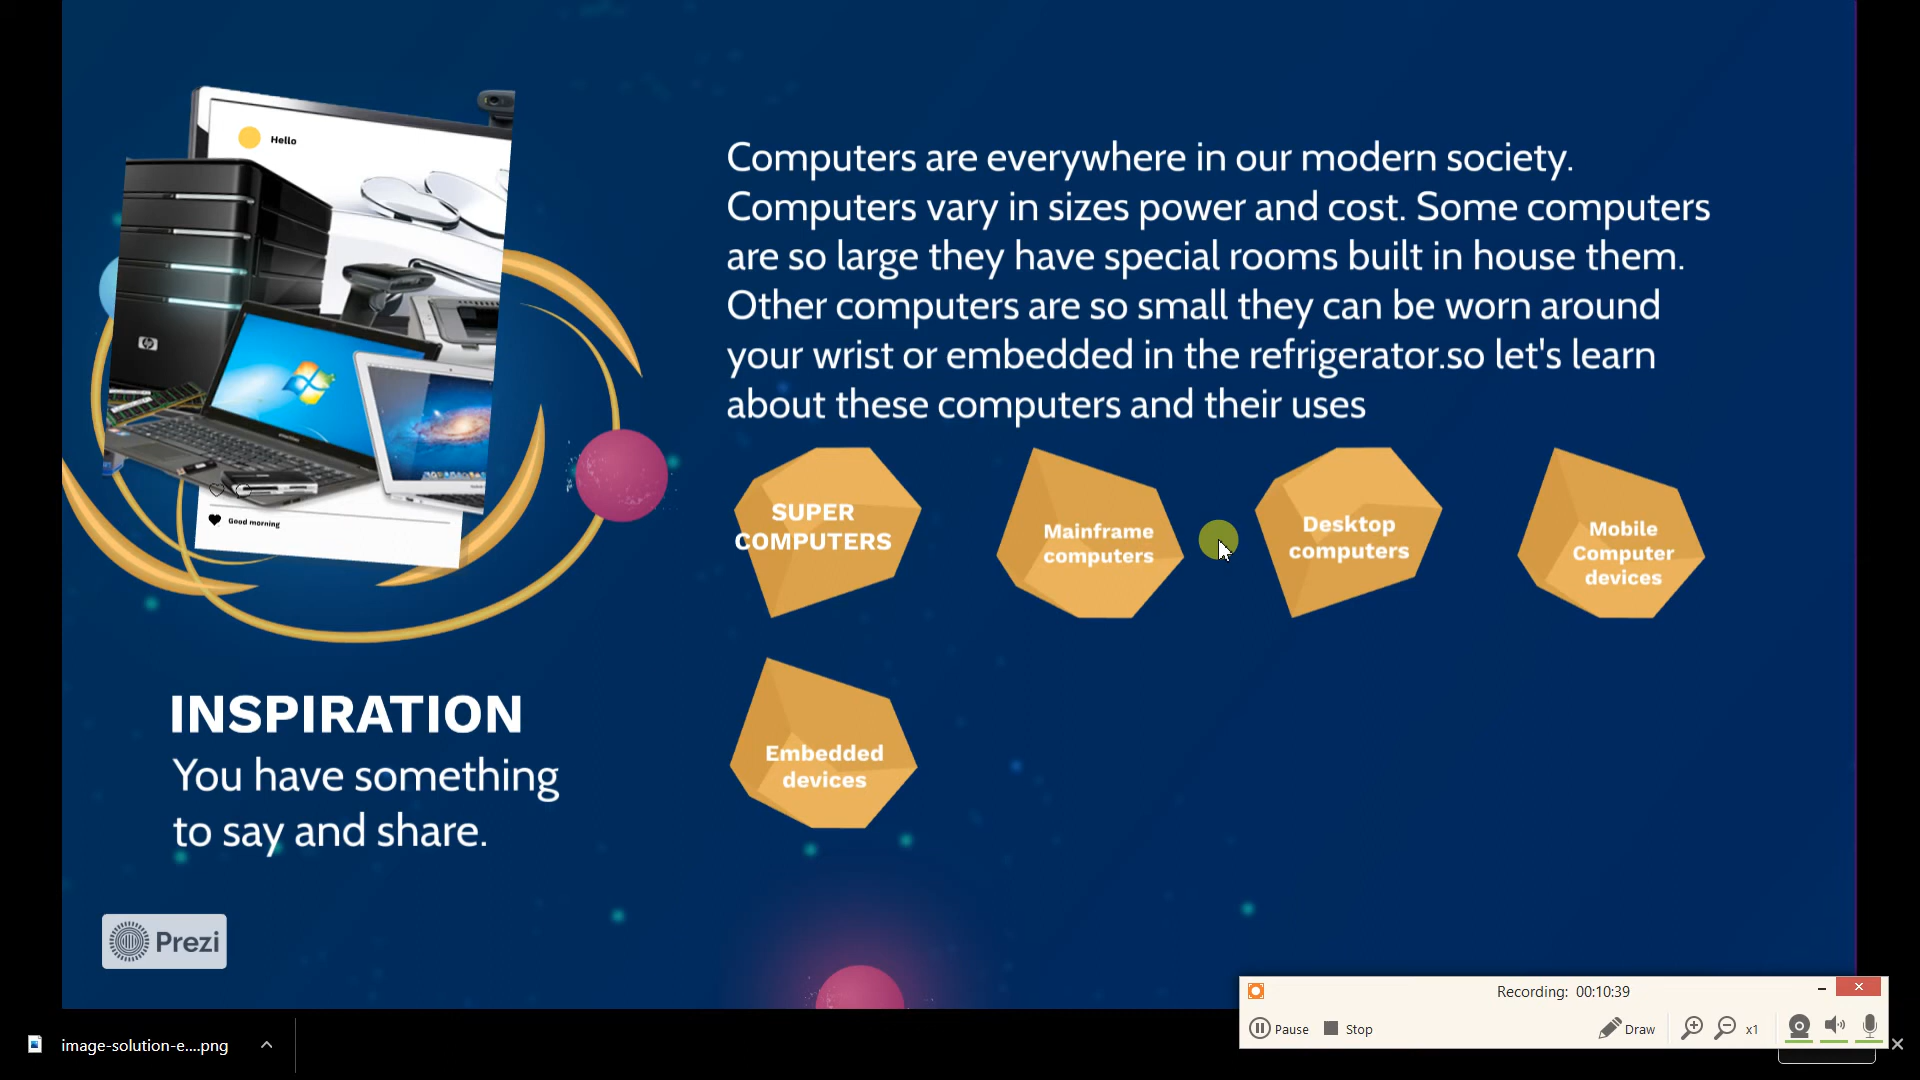 Hello
Good morning
INSPIRATION
You have something
to say and share.
Prezi
Computers are everywhere in our modern society.
Computers vary in sizes power and cost. Some computers
are so large they have special rooms built in house them.
Other computers are so small they can be worn around
your wrist or embedded in the refrigerator.so let's learn
about these computers and their uses
SUPER
COMPUTERS
Mainframe
computers
Desktop
computers
Mobile
Computer
devices
Embedded
devices
Recording: 00:10:39
Pause Stop Draw x1
image-solution-e....png